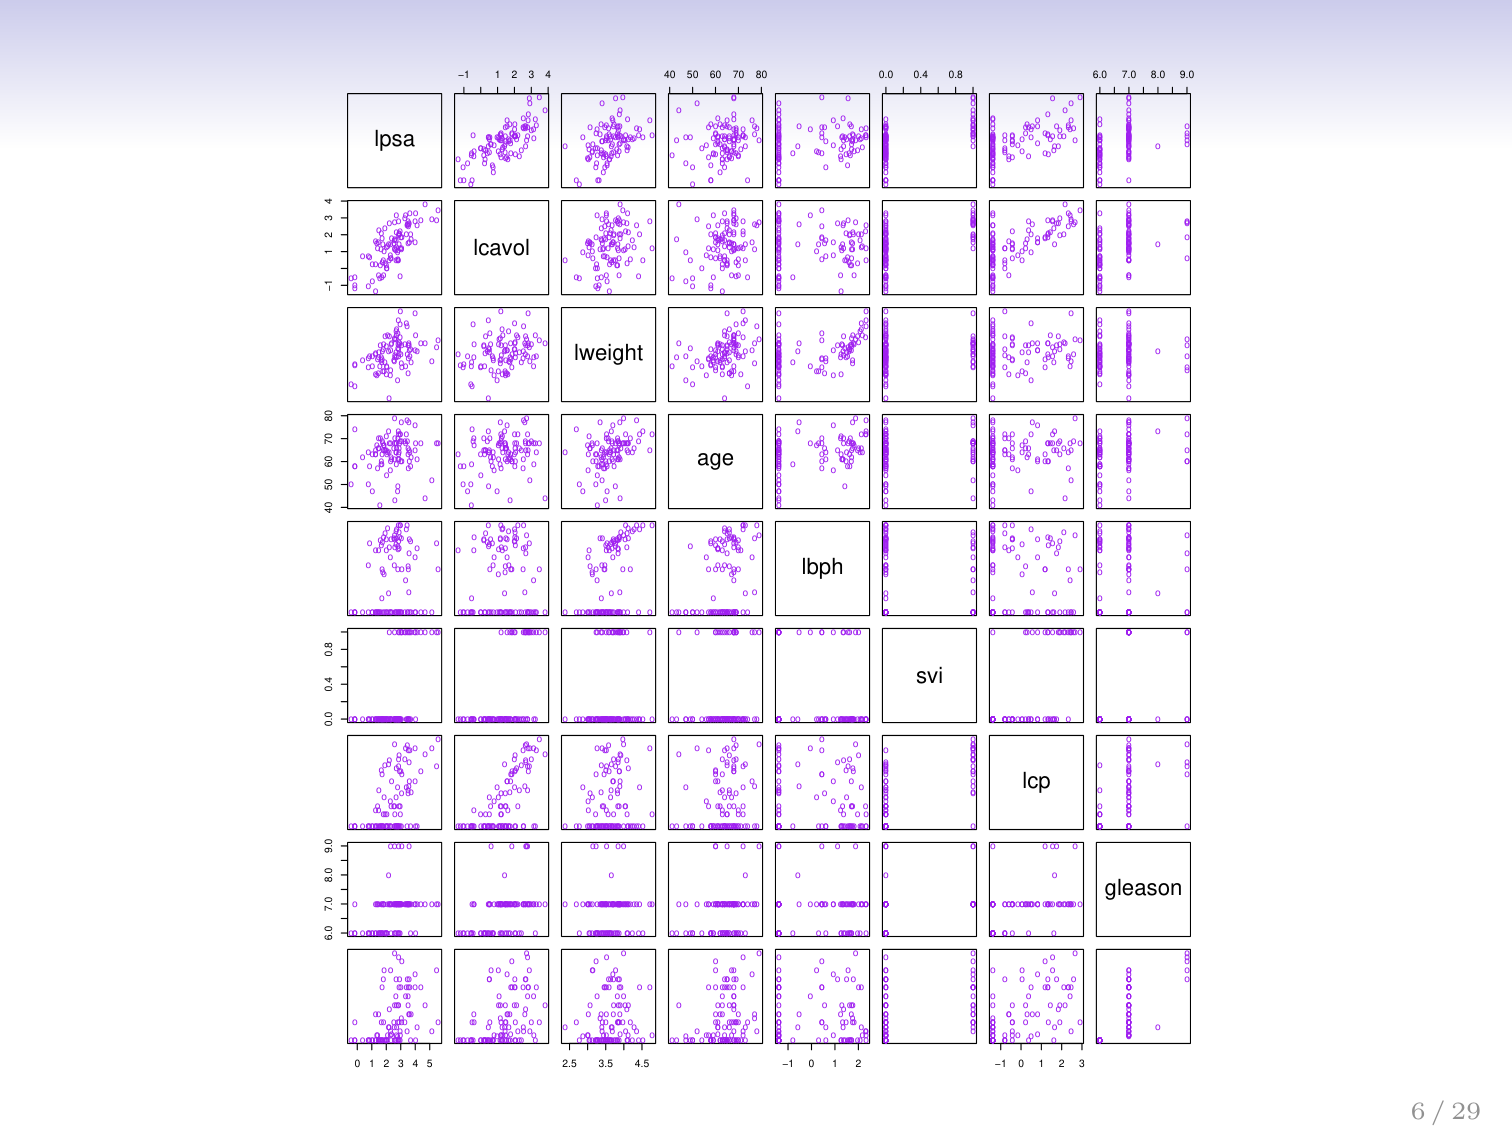 −1 1 2 3 4 40 50 60 70 80 0.0 0.4 0.8 6.0 7.0 8.0 9.0
lpsa
−1 1 2 3 4
lcavol
lweight
40 50 60 70 80
age
lbph
0.0 0.4 0.8
svi
lcp
6.0 7.0 8.0 9.0
gleason
0 1 2 3 4 5 2.5 3.5 4.5 −1 0 1 2 −1 0 1 2 3
6 / 29